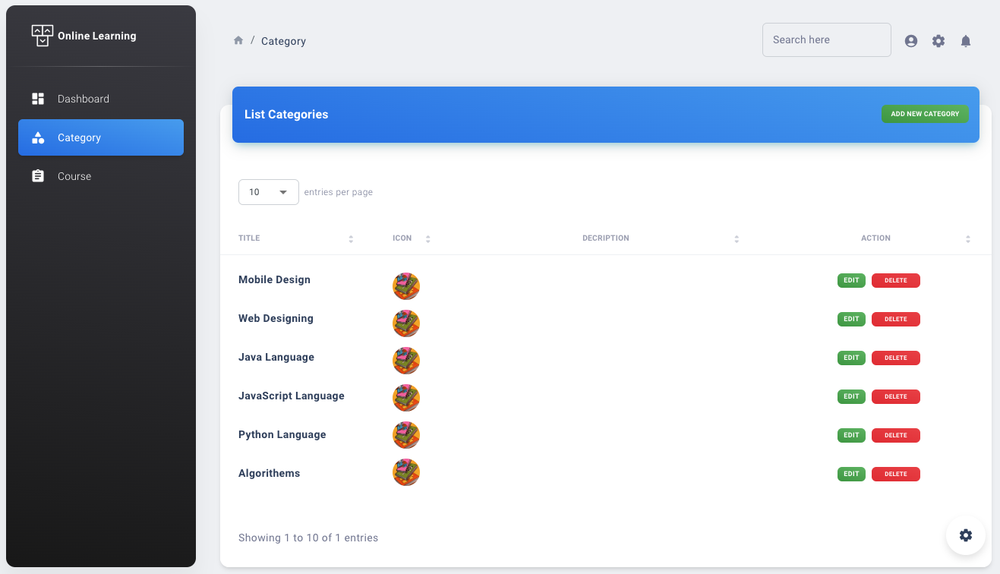 Online Learning
/ Category
Search here
Dashboard
Category
Course
List Categories
ADD NEW CATEGORY
10 entries per page
TITLE ICON DECRIPTION ACTION
Mobile Design EDIT DELETE
Web Designing EDIT DELETE
Java Language EDIT DELETE
JavaScript Language EDIT DELETE
Python Language EDIT DELETE
Algorithems EDIT DELETE
Showing 1 to 10 of 1 entries